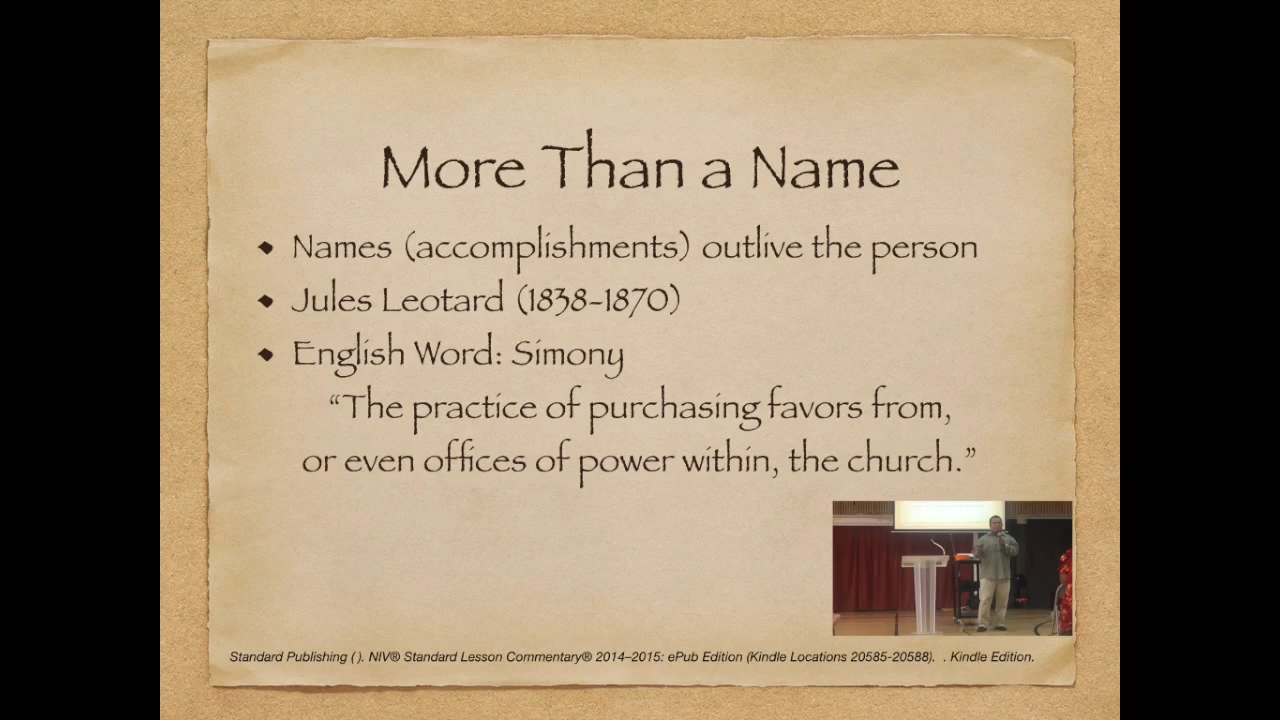 More Than a Name
• Names (accomplishments) outlive the person
• Jules Leotard (1838-1870)
• English Word: Simony
“The practice of purchasing favors from,
or even offices of power within, the church.”
Standard Publishing ( ). NIV® Standard Lesson Commentary® 2014–2015: ePub Edition (Kindle Locations 20585-20588). . Kindle Edition.